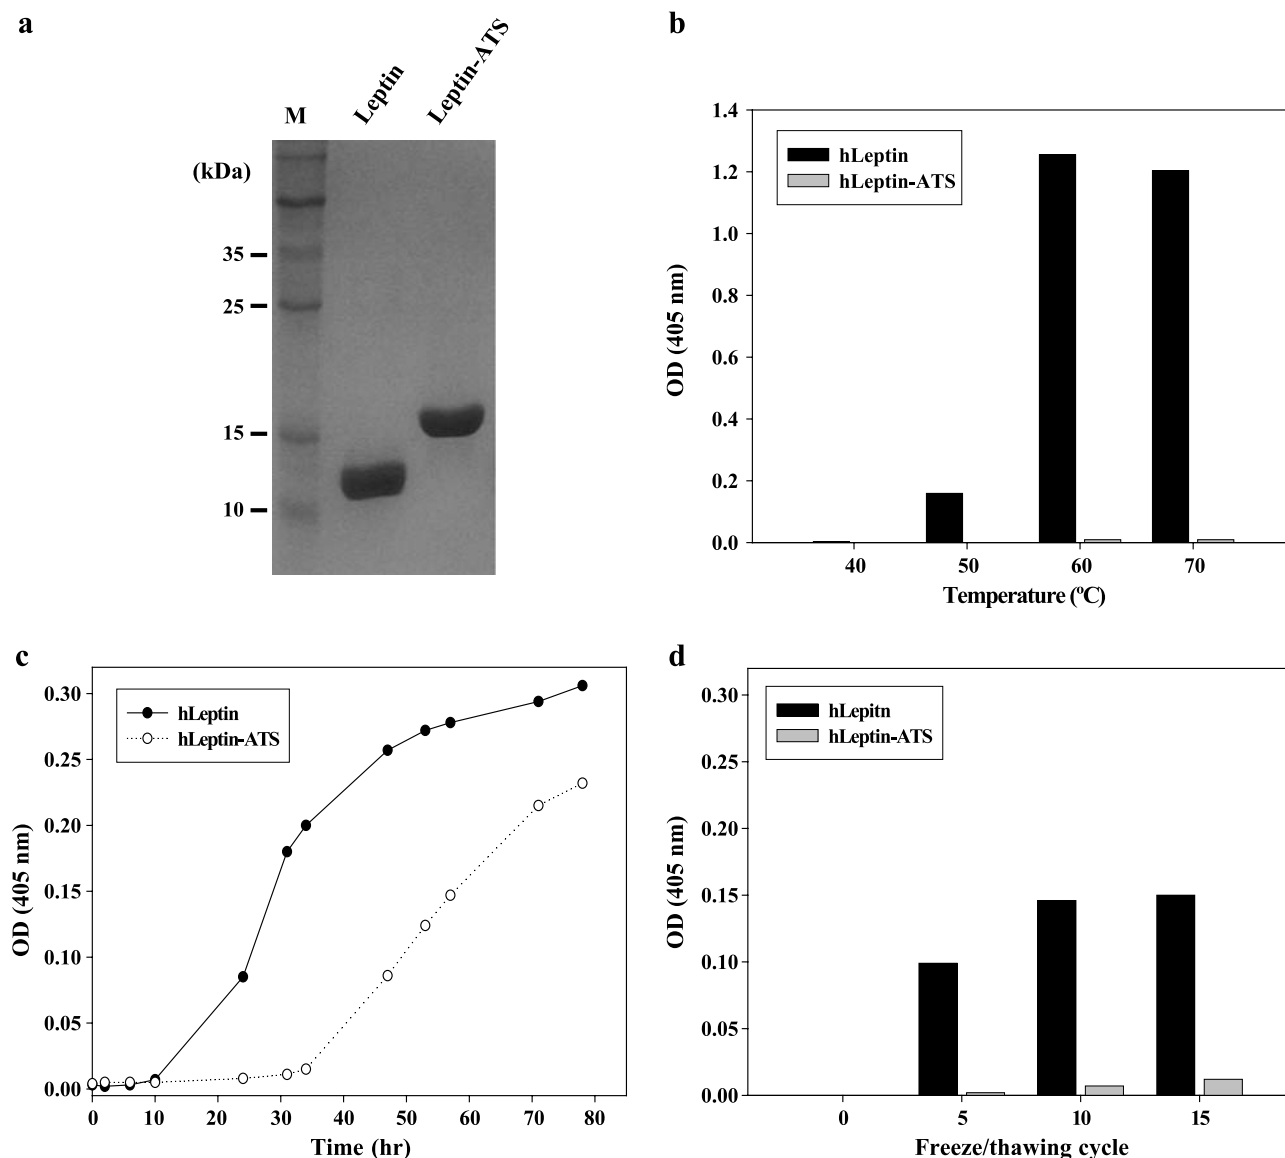 a
M
Leptin
Leptin-ATS
(kDa)
35
25
15
10
b
1.4
1.2
1.0
0.8
0.6
0.4
0.2
0.0
OD (405 nm)
hLeptin
hLeptin-ATS
40 50 60 70
Temperature (ºC)
c
0.30
0.25
0.20
0.15
0.10
0.05
0.00
OD (405 nm)
hLeptin
hLeptin-ATS
0 10 20 30 40 50 60 70 80
Time (hr)
d
0.30
0.25
0.20
0.15
0.10
0.05
0.00
OD (405 nm)
hLepitn
hLeptin-ATS
0 5 10 15
Freeze/thawing cycle